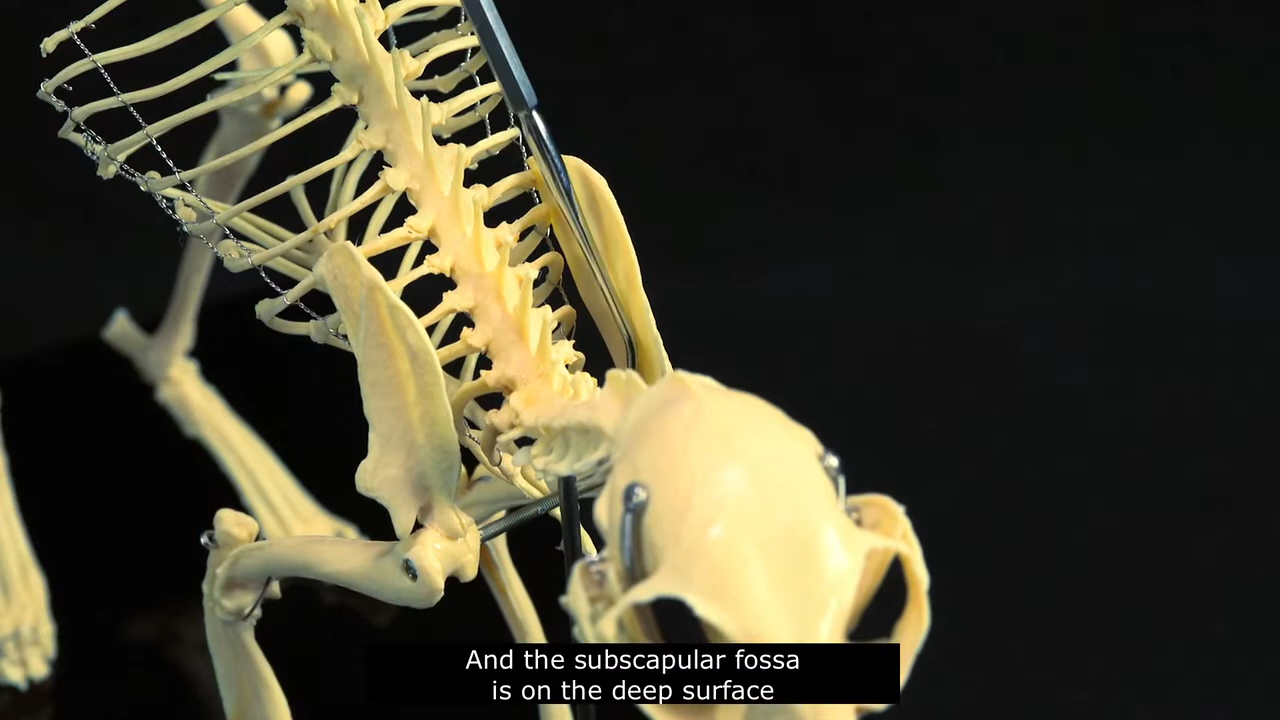 And the subscapular fossa
is on the deep surface